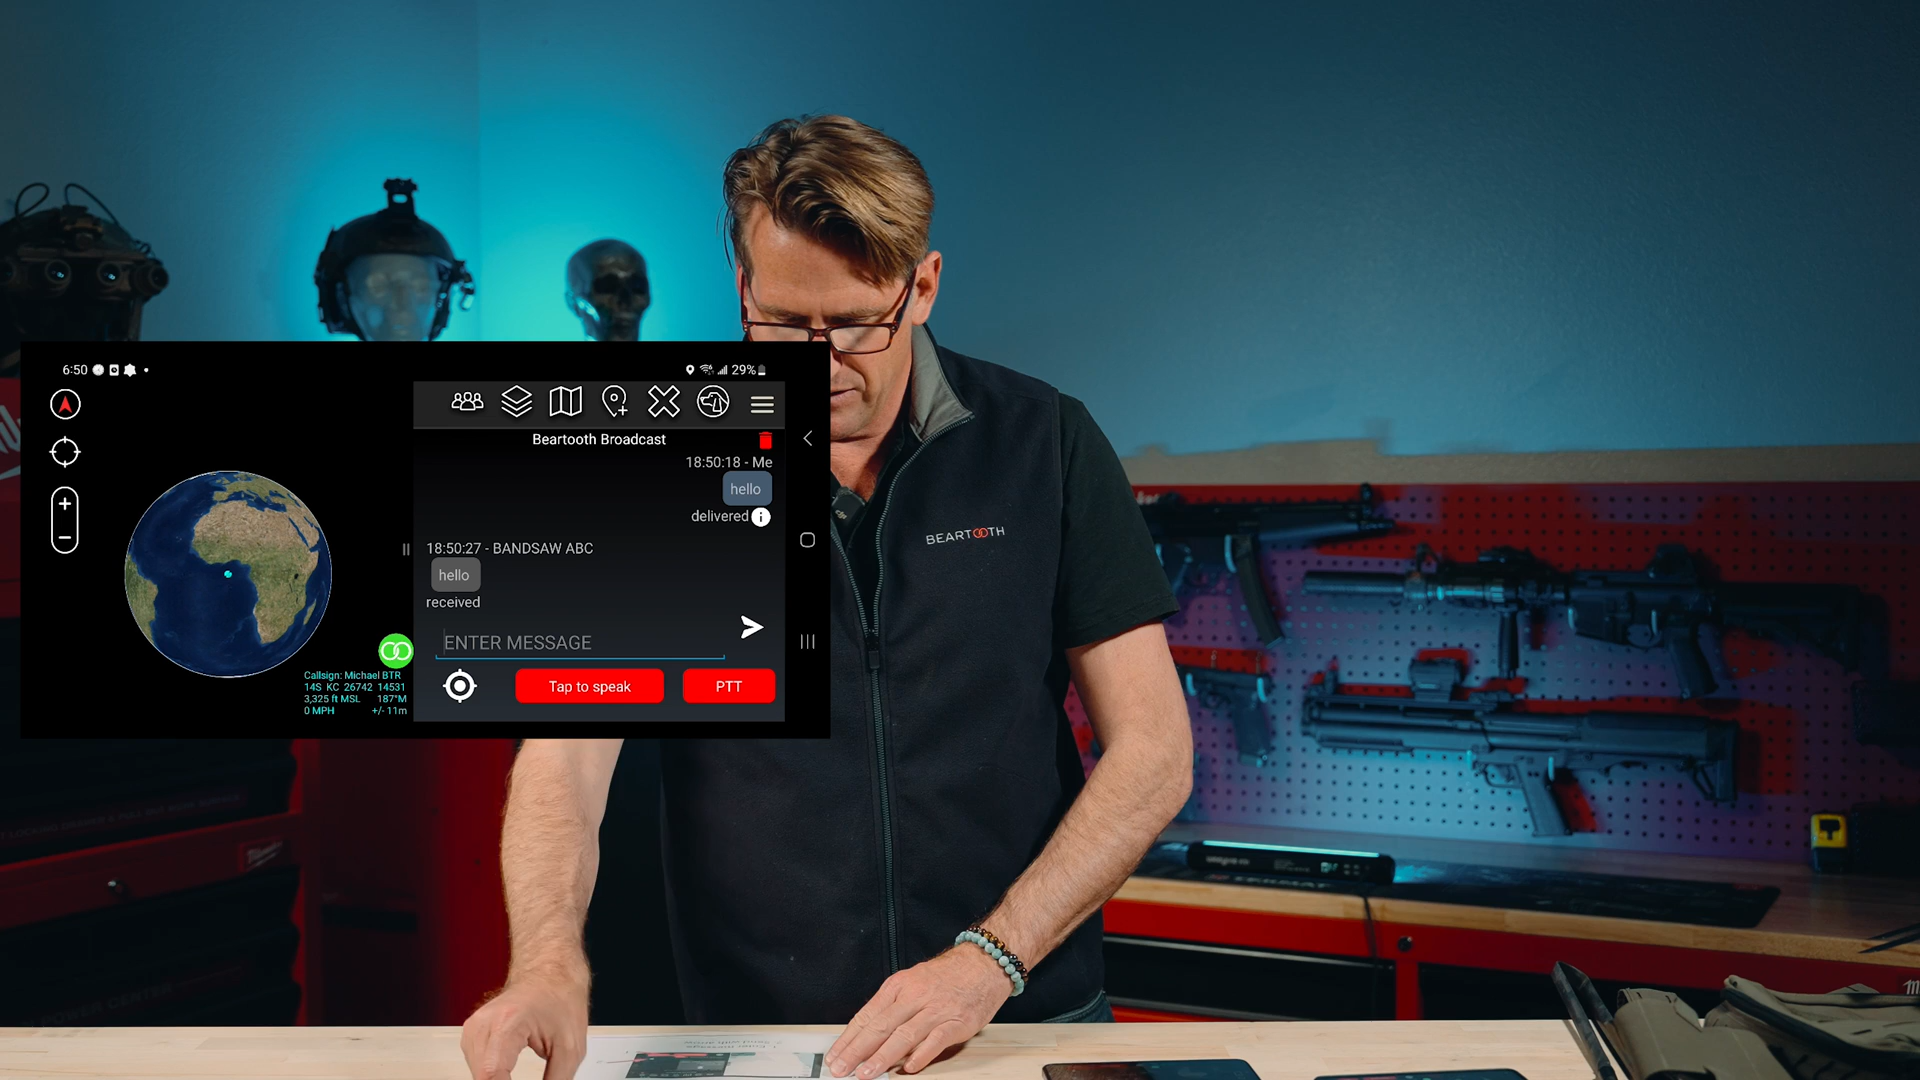 6:50
29%
Beartooth Broadcast
18:50:18 - Me
hello
delivered
18:50:27 - BANDSAW ABC
hello
received
ENTER MESSAGE
Tap to speak
PTT
Callsign: Michael BTR
14S KC 26742 14531
3,325 ft MSL 187°M
0 MPH +/- 11m
BEARTOOTH